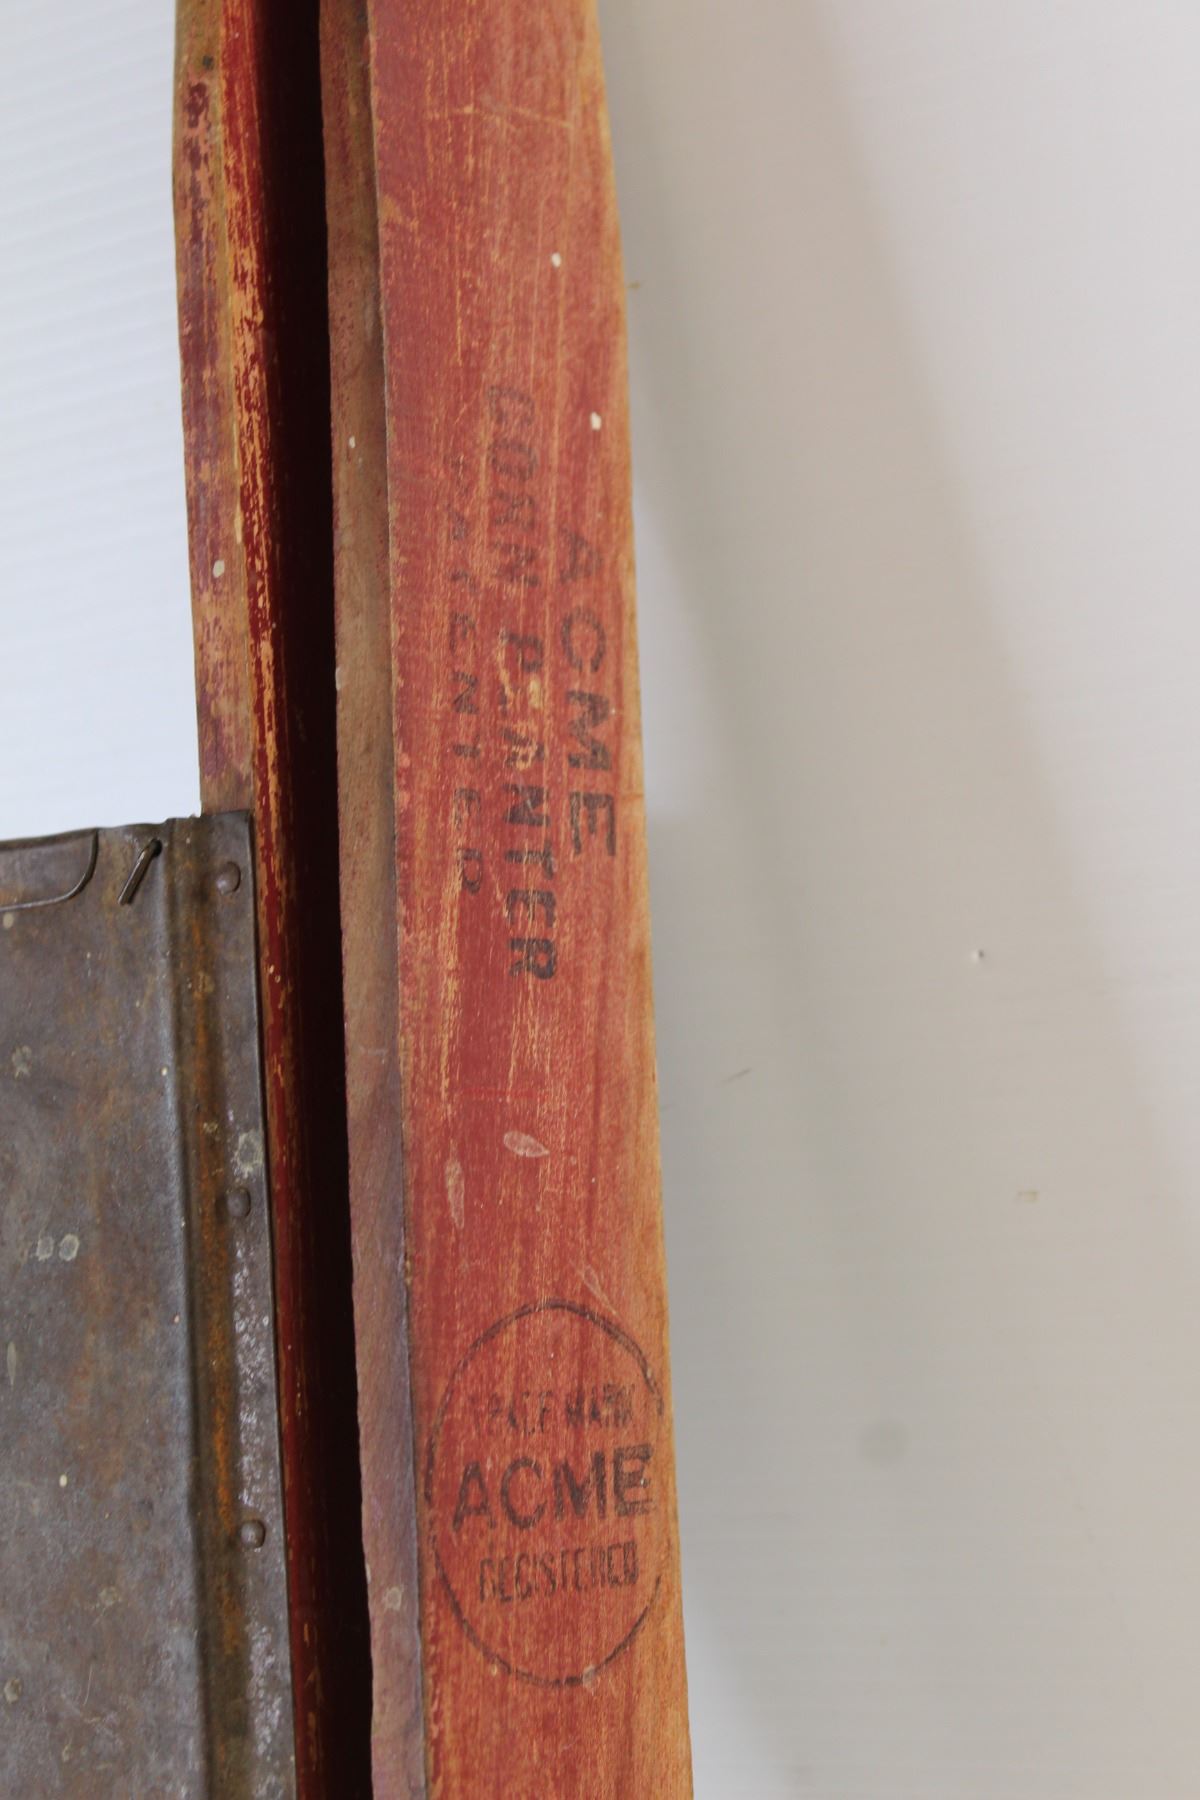 ACME
CORN PLANTER
PATENTED
TRADE MARK
ACME
REGISTERED